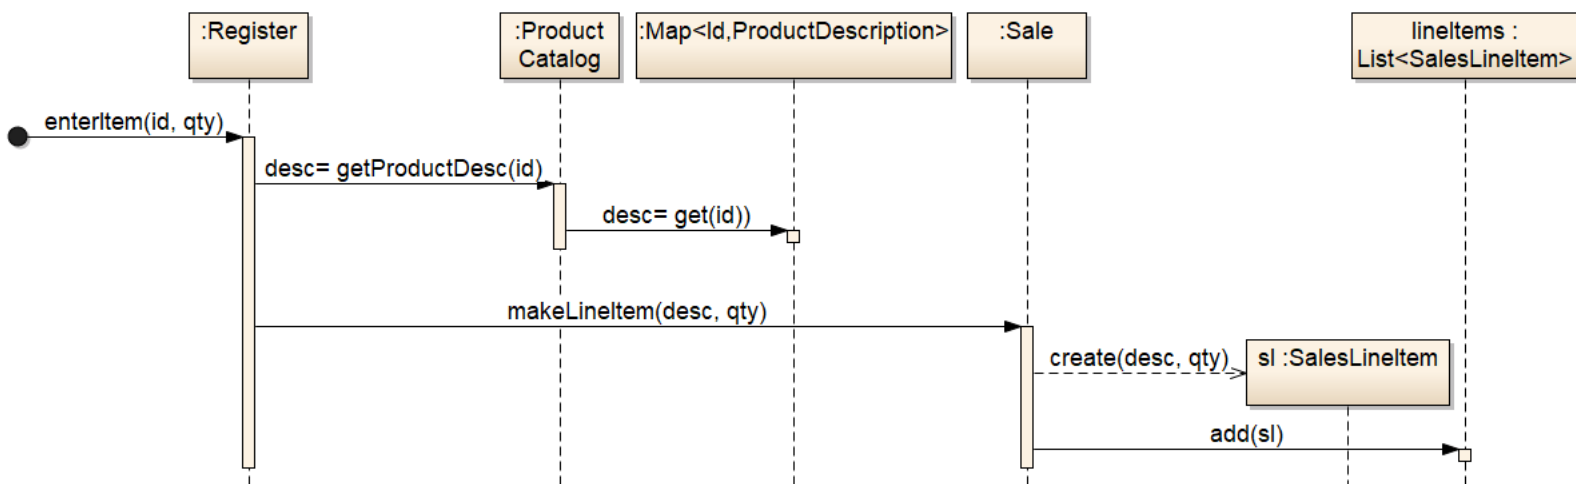 :Register
:Product
Catalog
:Map<Id,ProductDescription>
:Sale
lineItems :
List<SalesLineItem>
enterItem(id, qty)
desc= getProductDesc(id)
desc= get(id))
makeLineItem(desc, qty)
create(desc, qty)
sl :SalesLineItem
add(sl)